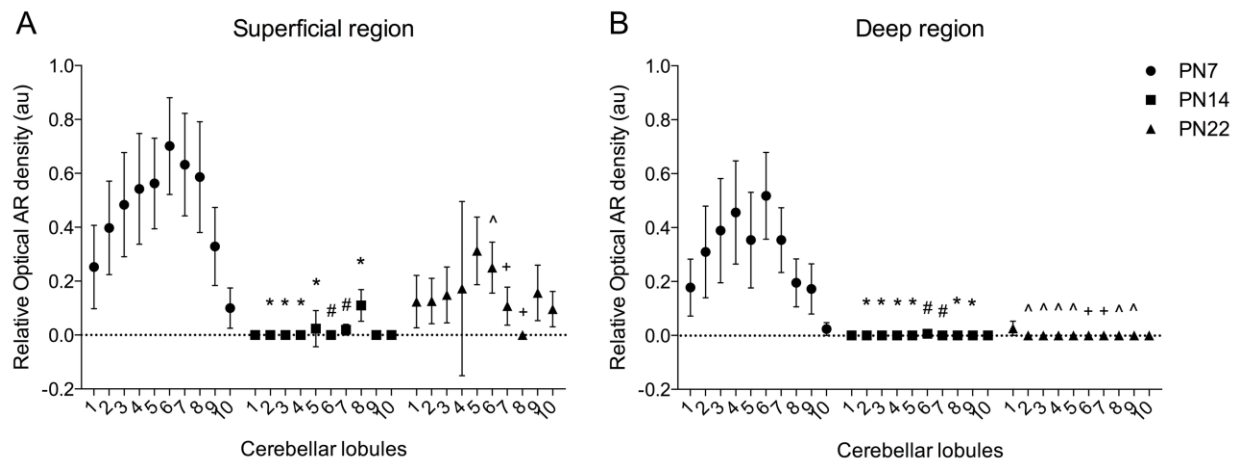 A
Superficial region
Relative Optical AR density (au)
1.0
0.8
0.6
0.4
0.2
0.0
-0.2
* * * * # # *
^ + +
1 2 3 4 5 6 7 8 9 10 1 2 3 4 5 6 7 8 9 10 1 2 3 4 5 6 7 8 9 10
Cerebellar lobules
B
Deep region
Relative Optical AR density (au)
1.0
0.8
0.6
0.4
0.2
0.0
-0.2
* * * * # # * *
^ ^ ^ ^ + + ^ ^
1 2 3 4 5 6 7 8 9 10 1 2 3 4 5 6 7 8 9 10 1 2 3 4 5 6 7 8 9 10
Cerebellar lobules
PN7
PN14
PN22